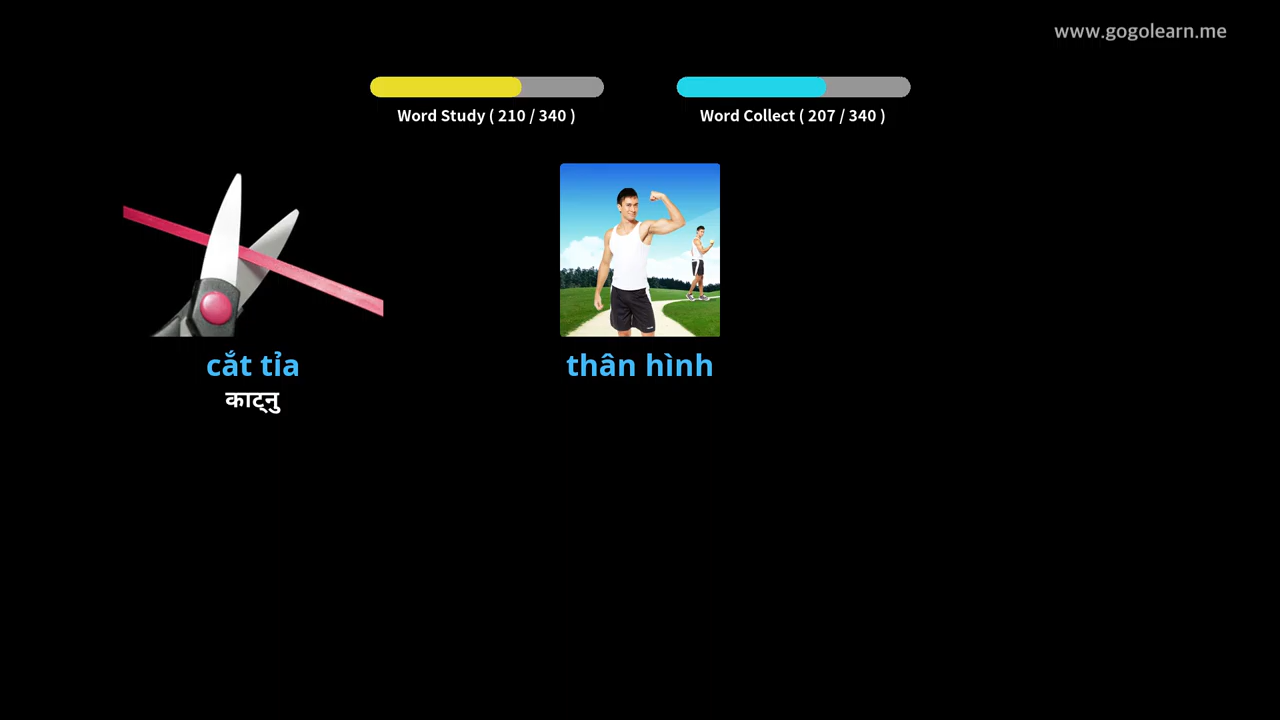 www.gogolearn.me
Word Study ( 210 / 340 )
Word Collect ( 207 / 340 )
cắt tỉa
काट्नु
thân hình